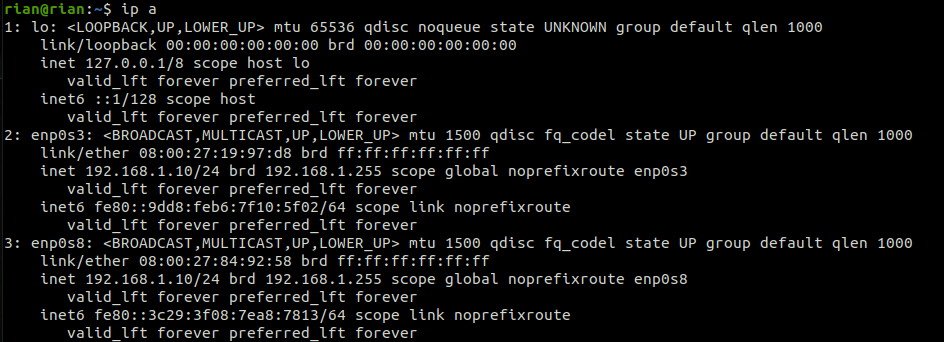 rian@rian:~$ ip a
1: lo: <LOOPBACK,UP,LOWER_UP> mtu 65536 qdisc noqueue state UNKNOWN group default qlen 1000
    link/loopback 00:00:00:00:00:00 brd 00:00:00:00:00:00
    inet 127.0.0.1/8 scope host lo
       valid_lft forever preferred_lft forever
    inet6 ::1/128 scope host
       valid_lft forever preferred_lft forever
2: enp0s3: <BROADCAST,MULTICAST,UP,LOWER_UP> mtu 1500 qdisc fq_codel state UP group default qlen 1000
    link/ether 08:00:27:19:97:d8 brd ff:ff:ff:ff:ff:ff
    inet 192.168.1.10/24 brd 192.168.1.255 scope global noprefixroute enp0s3
       valid_lft forever preferred_lft forever
    inet6 fe80::9dd8:feb6:7f10:5f02/64 scope link noprefixroute
       valid_lft forever preferred_lft forever
3: enp0s8: <BROADCAST,MULTICAST,UP,LOWER_UP> mtu 1500 qdisc fq_codel state UP group default qlen 1000
    link/ether 08:00:27:84:92:58 brd ff:ff:ff:ff:ff:ff
    inet 192.168.1.10/24 brd 192.168.1.255 scope global noprefixroute enp0s8
       valid_lft forever preferred_lft forever
    inet6 fe80::3c29:3f08:7ea8:7813/64 scope link noprefixroute
       valid_lft forever preferred_lft forever